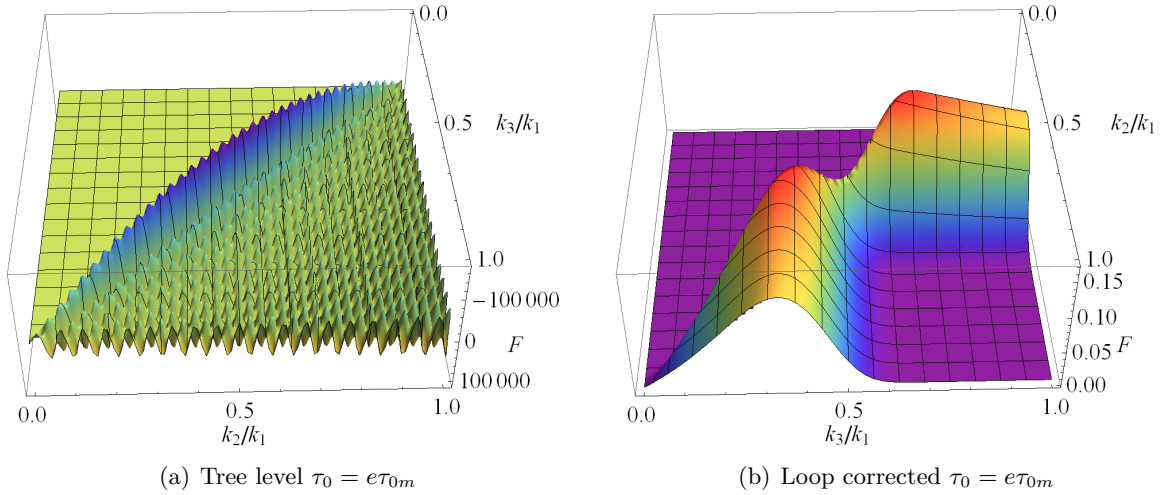 0.0
0.5
k₃/k₁
1.0
−100 000
0
F
100 000
0.0
0.5
1.0
k₂/k₁
(a) Tree level τ₀ = eτ₀ₘ
0.0
0.5
k₂/k₁
1.0
0.15
0.10
0.05
F
0.00
0.0
0.5
1.0
k₃/k₁
(b) Loop corrected τ₀ = eτ₀ₘ